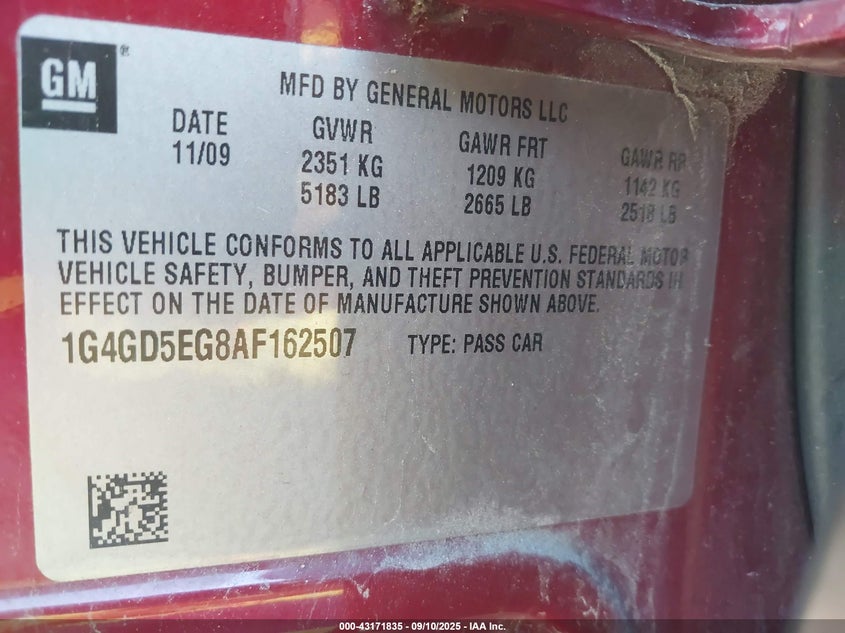 GM ®
MFD BY GENERAL MOTORS LLC
DATE GVWR GAWR FRT GAWR RR
11/09 2351 KG 1209 KG 1142 KG
5183 LB 2665 LB 2518 LB
THIS VEHICLE CONFORMS TO ALL APPLICABLE U.S. FEDERAL MOTOR
VEHICLE SAFETY, BUMPER, AND THEFT PREVENTION STANDARDS IN
EFFECT ON THE DATE OF MANUFACTURE SHOWN ABOVE.
1G4GD5EG8AF162507 TYPE: PASS CAR
000-43171835 - 09/10/2025 - IAA Inc.